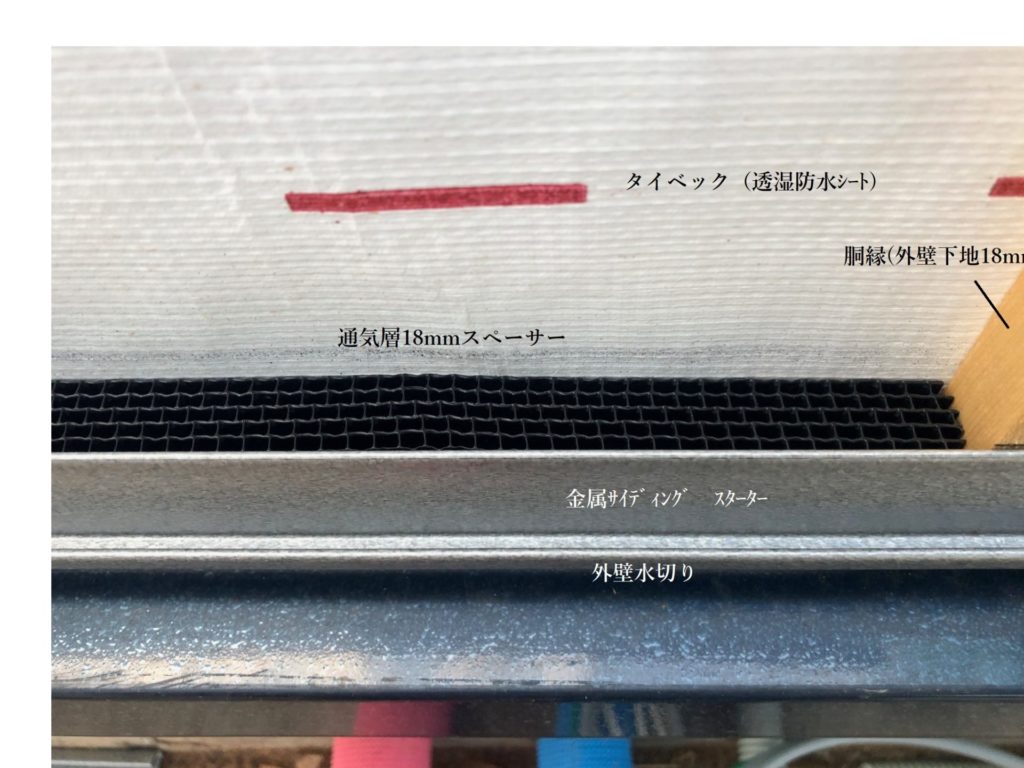 タイベック（透湿防水ｼｰﾄ）
胴縁(外壁下地18mm
通気層18mmスペーサー
金属ｻｲﾃﾞｨﾝｸﾞ　ｽﾀｰﾀｰ
外壁水切り